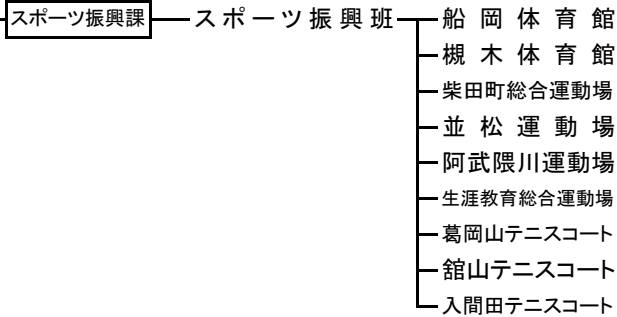 スポーツ振興課 スポーツ振興班 船岡体育館
槻木体育館
柴田町総合運動場
並松運動場
阿武隈川運動場
生涯教育総合運動場
葛岡山テニスコート
舘山テニスコート
入間田テニスコート